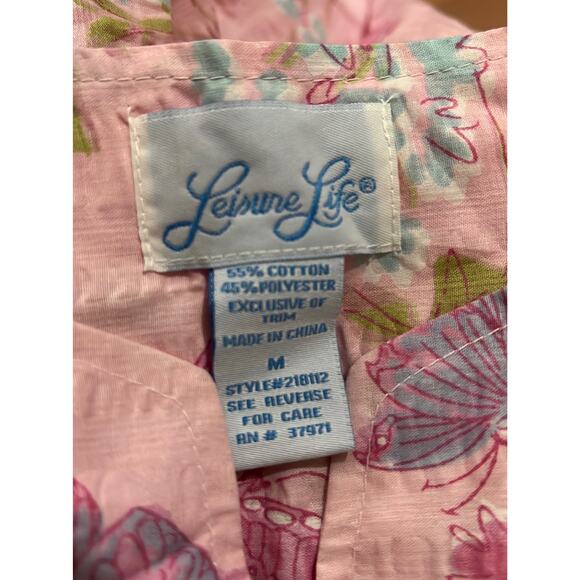 Leisure Life®
55% COTTON
45% POLYESTER
EXCLUSIVE OF
TRIM
MADE IN CHINA
M
STYLE#218112
SEE REVERSE
FOR CARE
RN # 37971